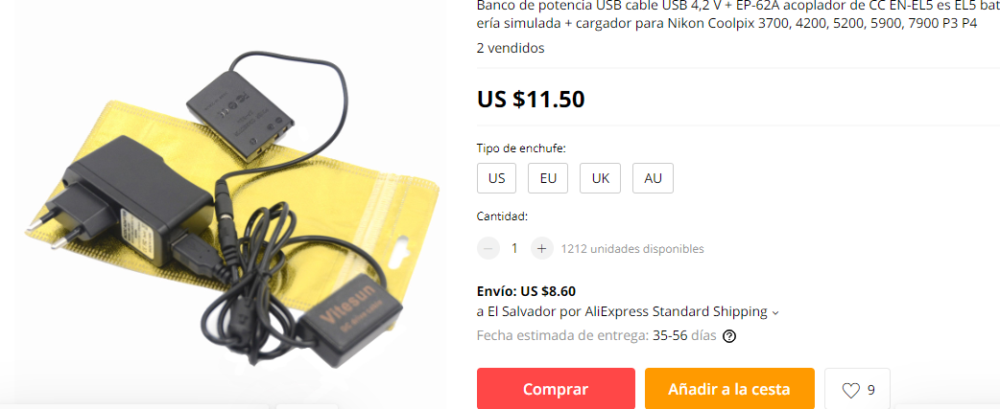 Banco de potencia USB cable USB 4,2 V + EP-62A acoplador de CC EN-EL5 es EL5 bat
ería simulada + cargador para Nikon Coolpix 3700, 4200, 5200, 5900, 7900 P3 P4
2 vendidos
US $11.50
Tipo de enchufe:
US EU UK AU
Cantidad:
− 1 + 1212 unidades disponibles
Envío: US $8.60
a El Salvador por AliExpress Standard Shipping
Fecha estimada de entrega: 35-56 días ?
Comprar Añadir a la cesta 9
Vitesun